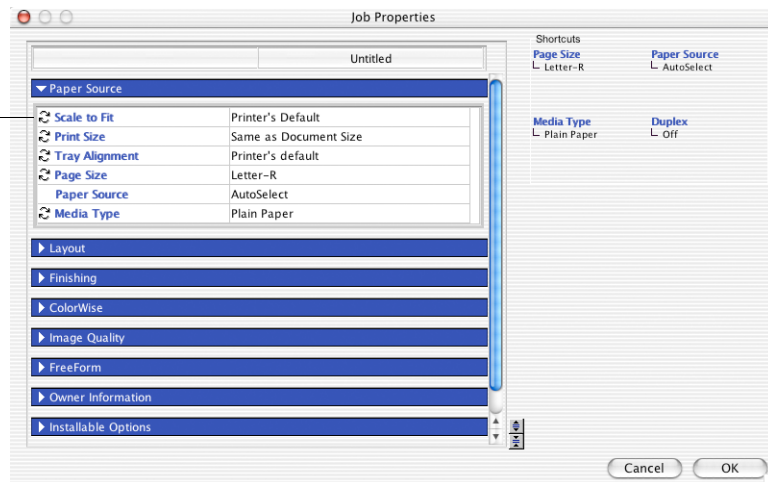 Job Properties
Untitled
Paper Source
Scale to Fit Printer's Default
Print Size Same as Document Size
Tray Alignment Printer's default
Page Size Letter-R
Paper Source AutoSelect
Media Type Plain Paper
Layout
Finishing
ColorWise
Image Quality
FreeForm
Owner Information
Installable Options
Shortcuts
Page Size Paper Source
Letter-R AutoSelect
Media Type Duplex
Plain Paper Off
Cancel OK